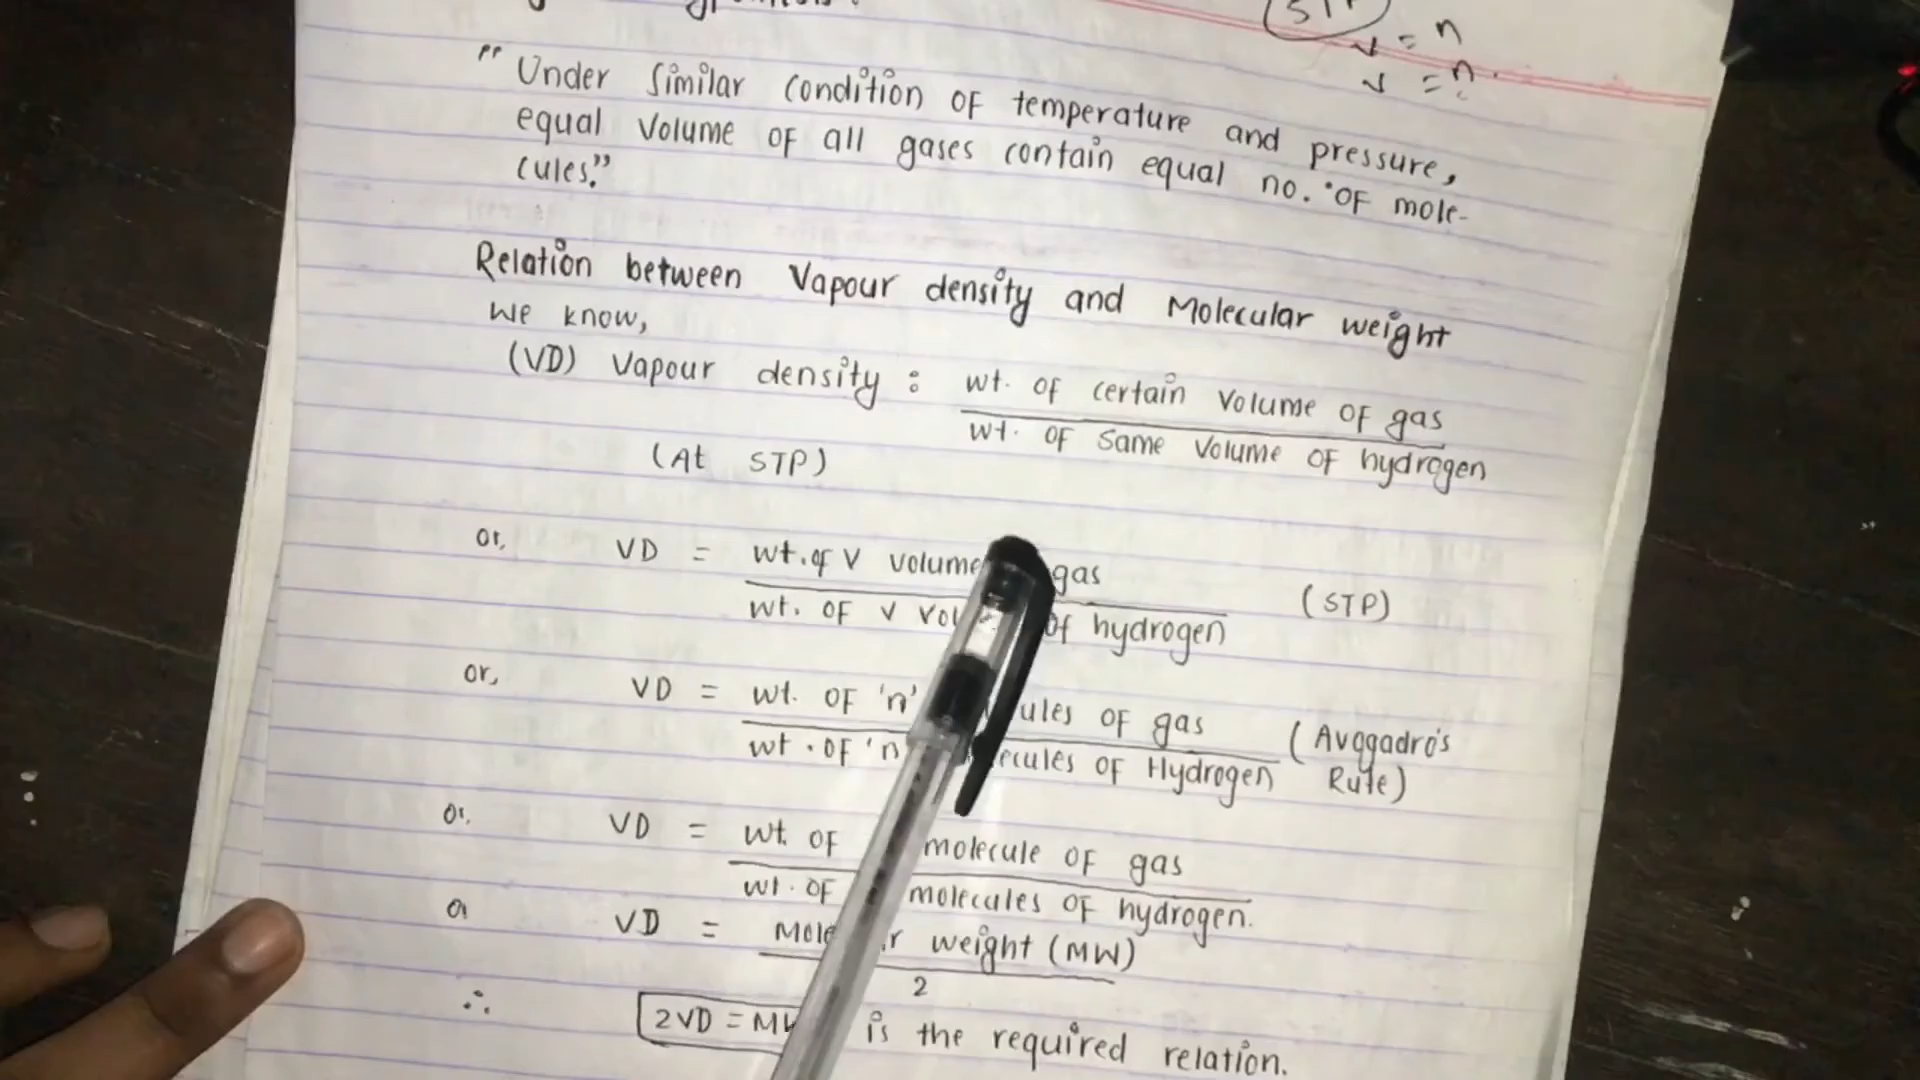 V = n
V = n.
" Under Similar Condition OF temperature and pressure,
equal Volume OF all gases contain equal no. OF mole-
cules."
Relation between Vapour density and Molecular weight
We know,
(VD) Vapour density : wt. OF certain Volume OF gas
wt. OF Same Volume OF hydrogen
(At STP)
or, VD = wt. of V volume gas
wt. OF V Of hydrogen (STP)
or, VD = wt. OF 'n' OF gas
wt. OF 'n OF Hydrogen (Avogadro's Rule)
or, VD = wt. OF molecule OF gas
wt. OF molecules OF hydrogen.
or VD = weight (MW)
2
∴ 2VD = is the required relation.